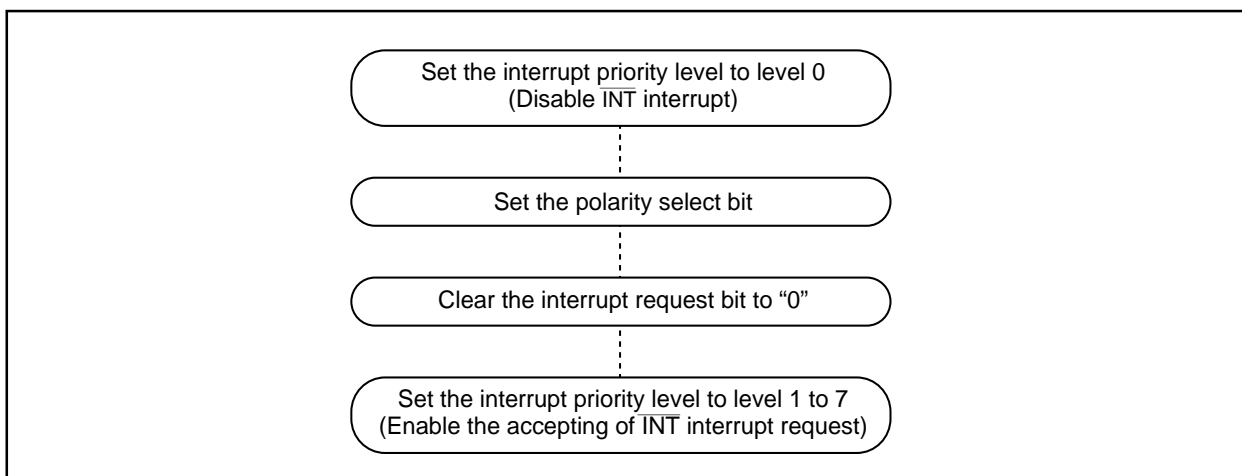 Set the interrupt priority level to level 0
(Disable I̅N̅T̅ interrupt)
Set the polarity select bit
Clear the interrupt request bit to “0”
Set the interrupt priority level to level 1 to 7
(Enable the accepting of I̅N̅T̅ interrupt request)